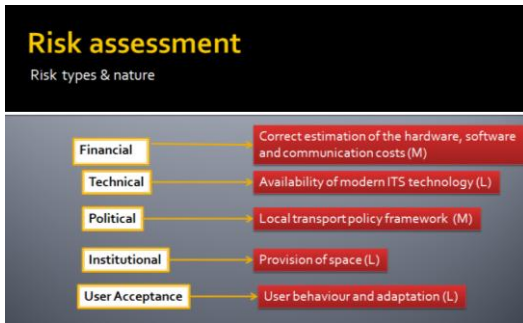 Risk assessment
Risk types & nature
Financial
Correct estimation of the hardware, software
and communication costs (M)
Technical
Availability of modern ITS technology (L)
Political
Local transport policy framework (M)
Institutional
Provision of space (L)
User Acceptance
User behaviour and adaptation (L)